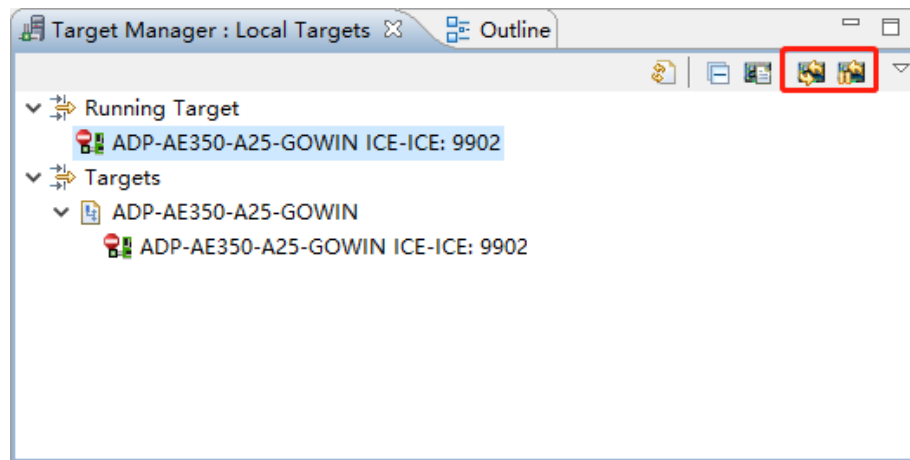 Target Manager : Local Targets Outline
Running Target
ADP-AE350-A25-GOWIN ICE-ICE: 9902
Targets
ADP-AE350-A25-GOWIN
ADP-AE350-A25-GOWIN ICE-ICE: 9902